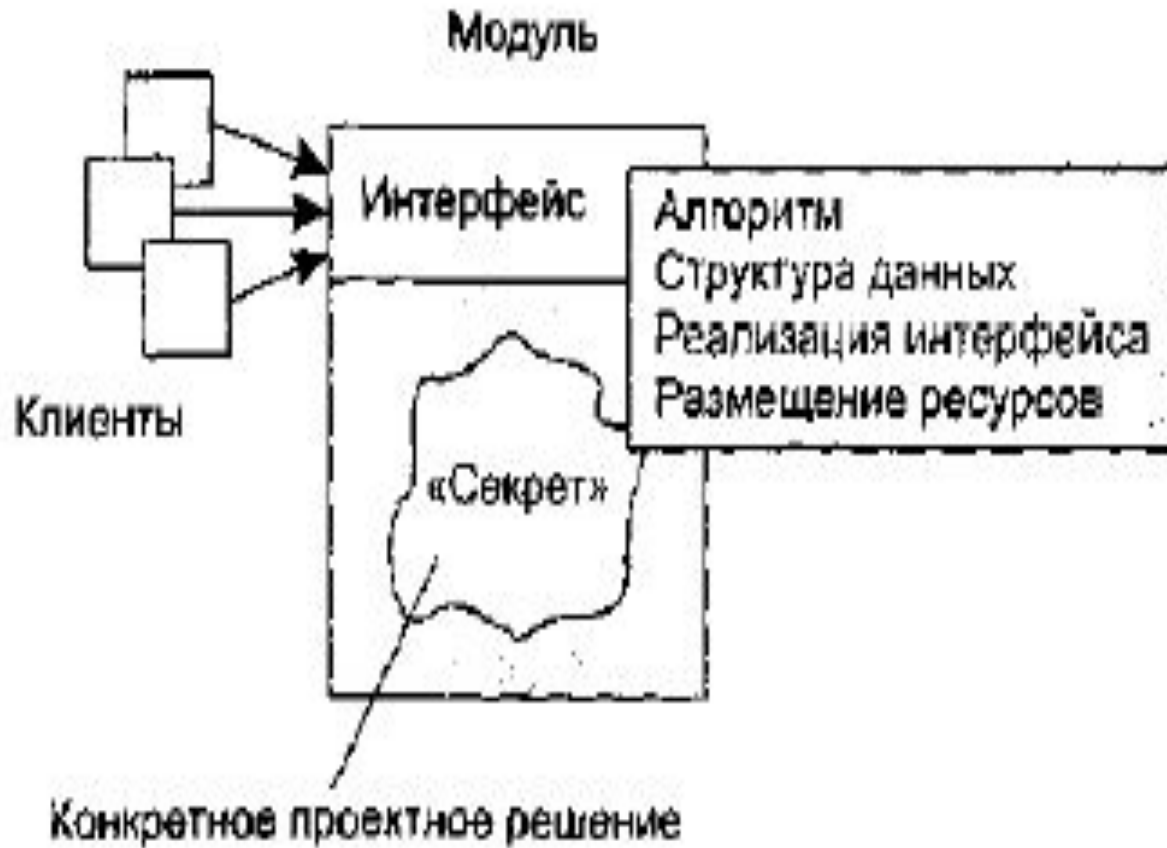 Модуль
Интерфейс
Алгоритм
Структура данных
Реализация интерфейса
Размещение ресурсов
Клиенты
«Секрет»
Конкретное проектное решение